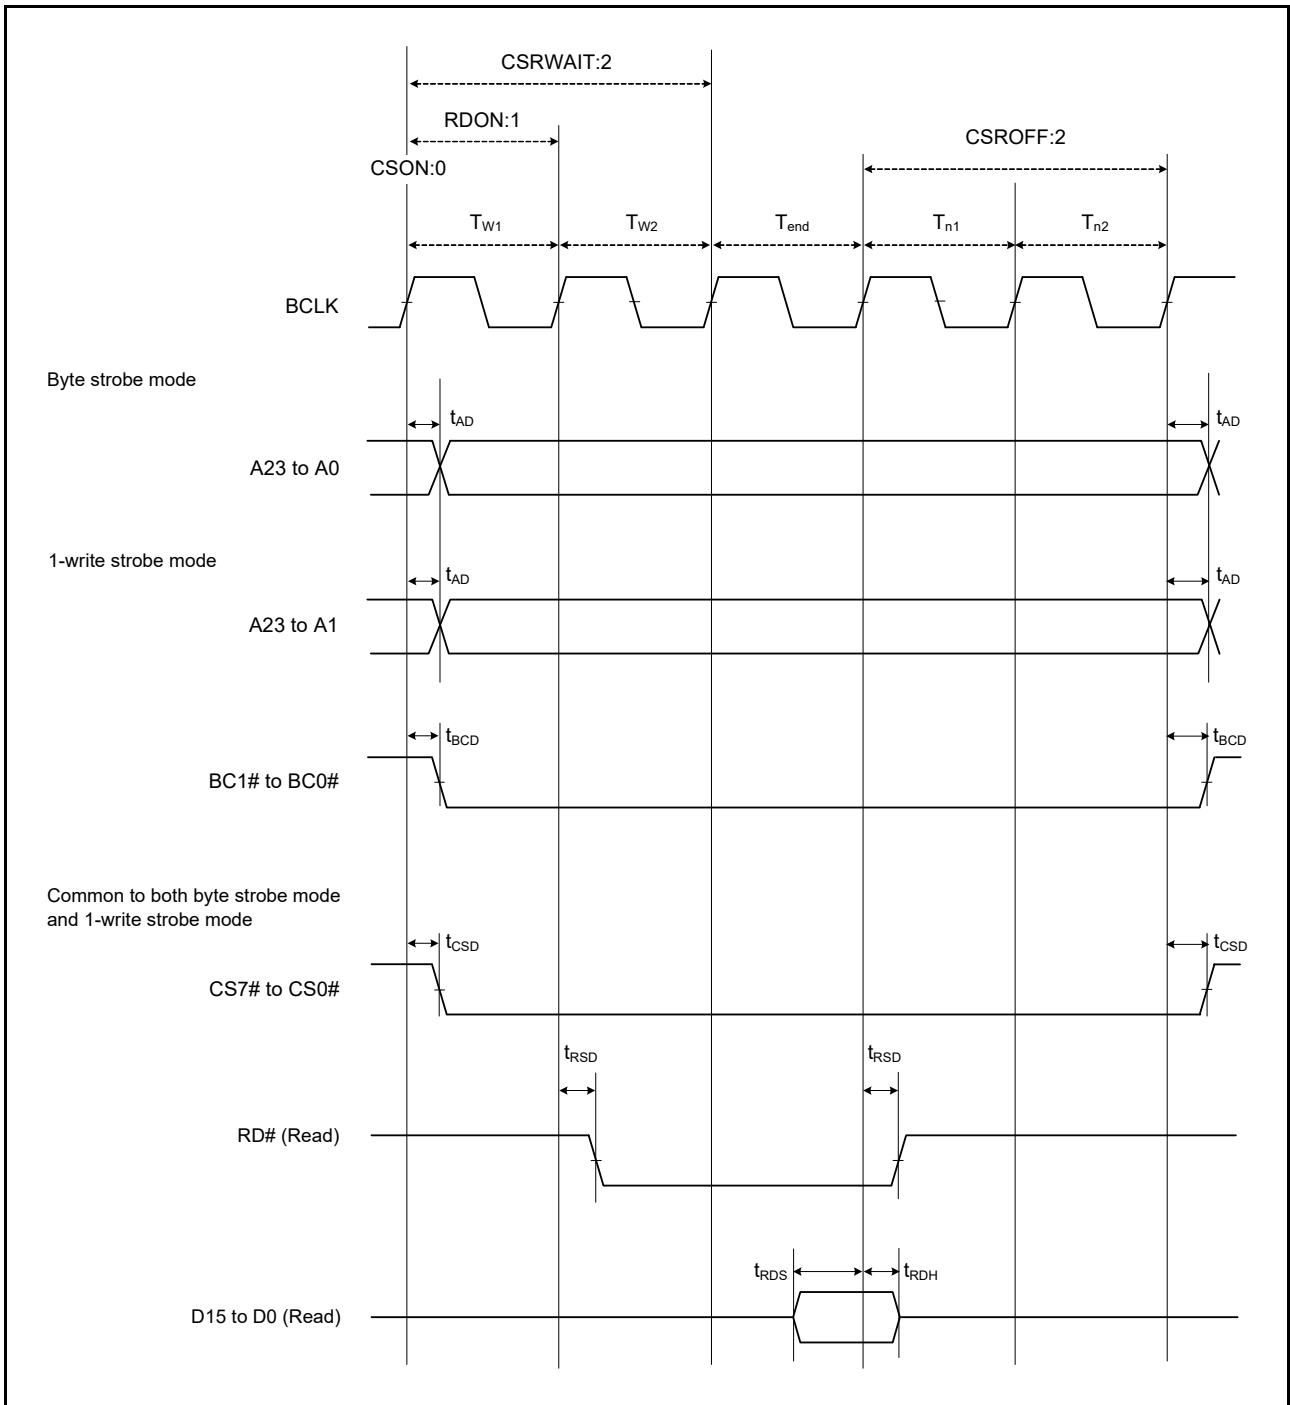 CSRWAIT:2
RDON:1
CSROFF:2
CSON:0
TW1
TW2
Tend
Tn1
Tn2
BCLK
Byte strobe mode
tAD
tAD
A23 to A0
1-write strobe mode
tAD
tAD
A23 to A1
tBCD
tBCD
BC1# to BC0#
Common to both byte strobe mode
and 1-write strobe mode
tCSD
tCSD
CS7# to CS0#
tRSD
tRSD
RD# (Read)
tRDS
tRDH
D15 to D0 (Read)